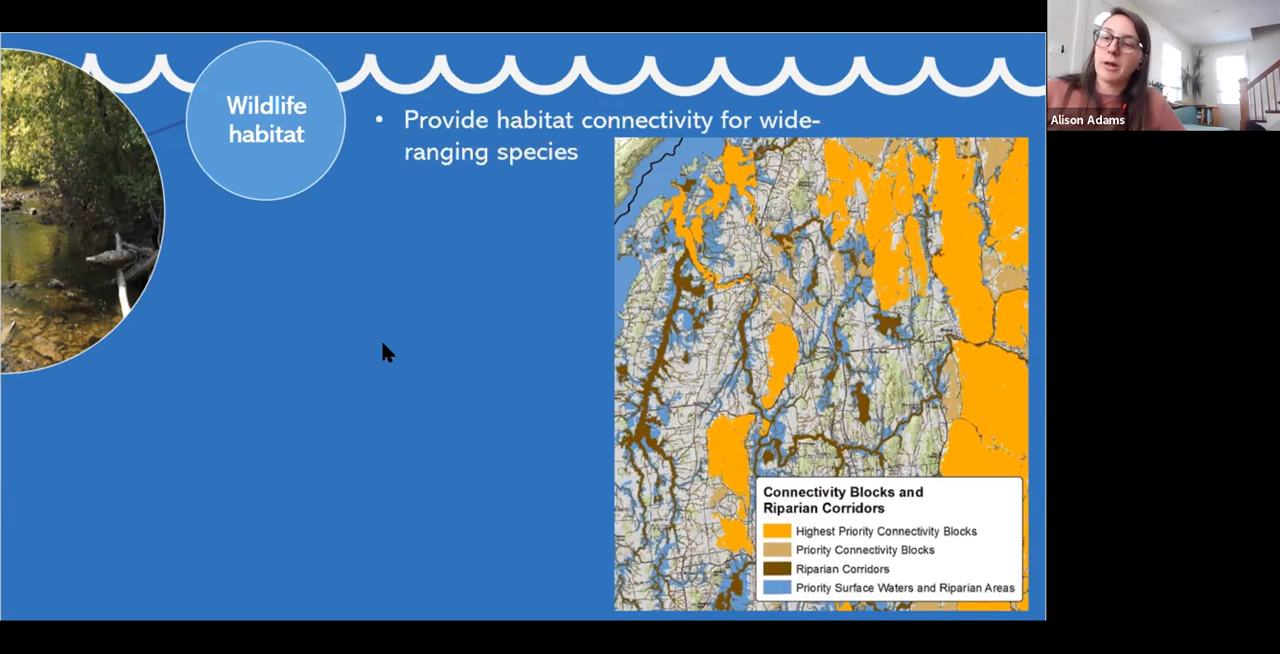 Wildlife
habitat
• Provide habitat connectivity for wide-
ranging species
Alison Adams
Connectivity Blocks and
Riparian Corridors
Highest Priority Connectivity Blocks
Priority Connectivity Blocks
Riparian Corridors
Priority Surface Waters and Riparian Areas